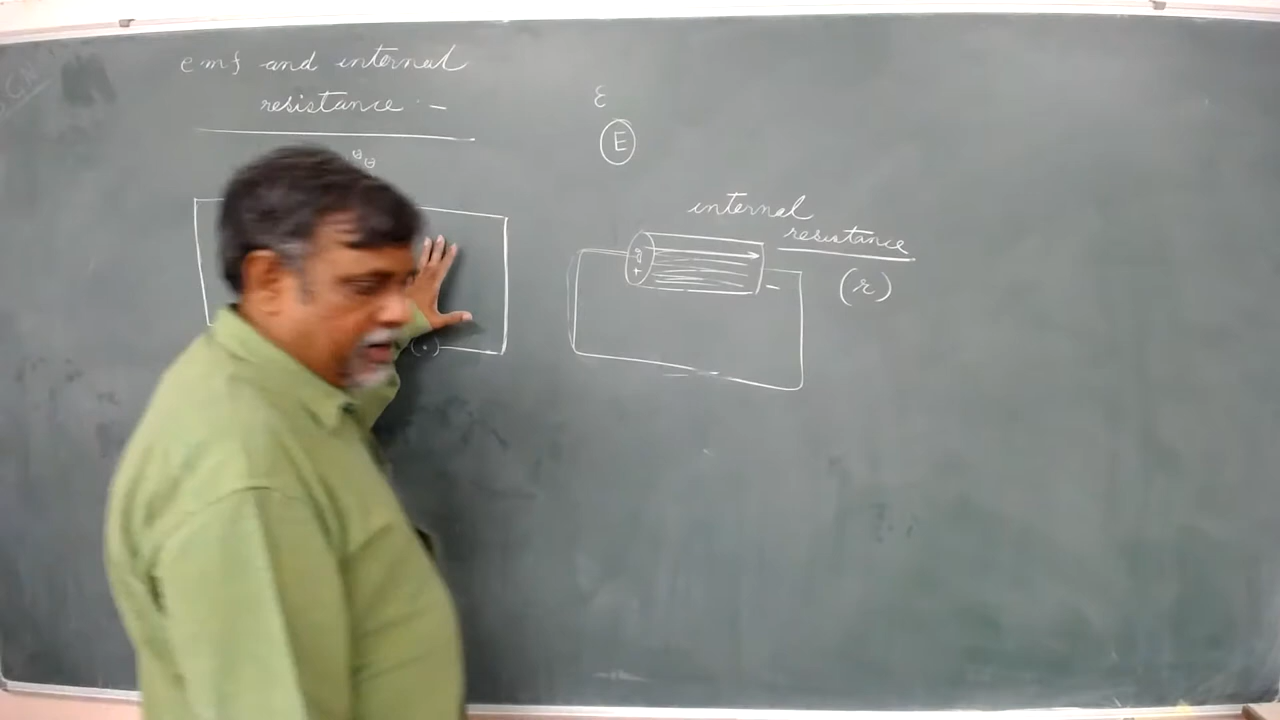 emf and internal
resistance :-
ε
E
internal
resistance
(r)
+
-
(·)